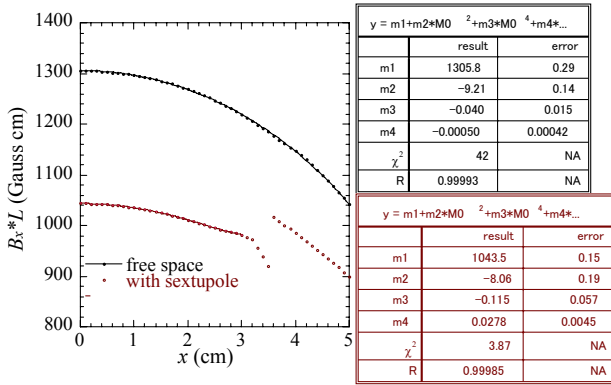 1400
1300
1200
1100
1000
900
800
Bx*L (Gauss cm)
free space
with sextupole
0 1 2 3 4 5
x (cm)
y = m1+m2*M0 ^2+m3*M0 ^4+m4*...
result error
m1 1305.8 0.29
m2 −9.21 0.14
m3 −0.040 0.015
m4 −0.00050 0.00042
χ² 42 NA
R 0.99993 NA
y = m1+m2*M0 ^2+m3*M0 ^4+m4*...
result error
m1 1043.5 0.15
m2 −8.06 0.19
m3 −0.115 0.057
m4 0.0278 0.0045
χ² 3.87 NA
R 0.99985 NA